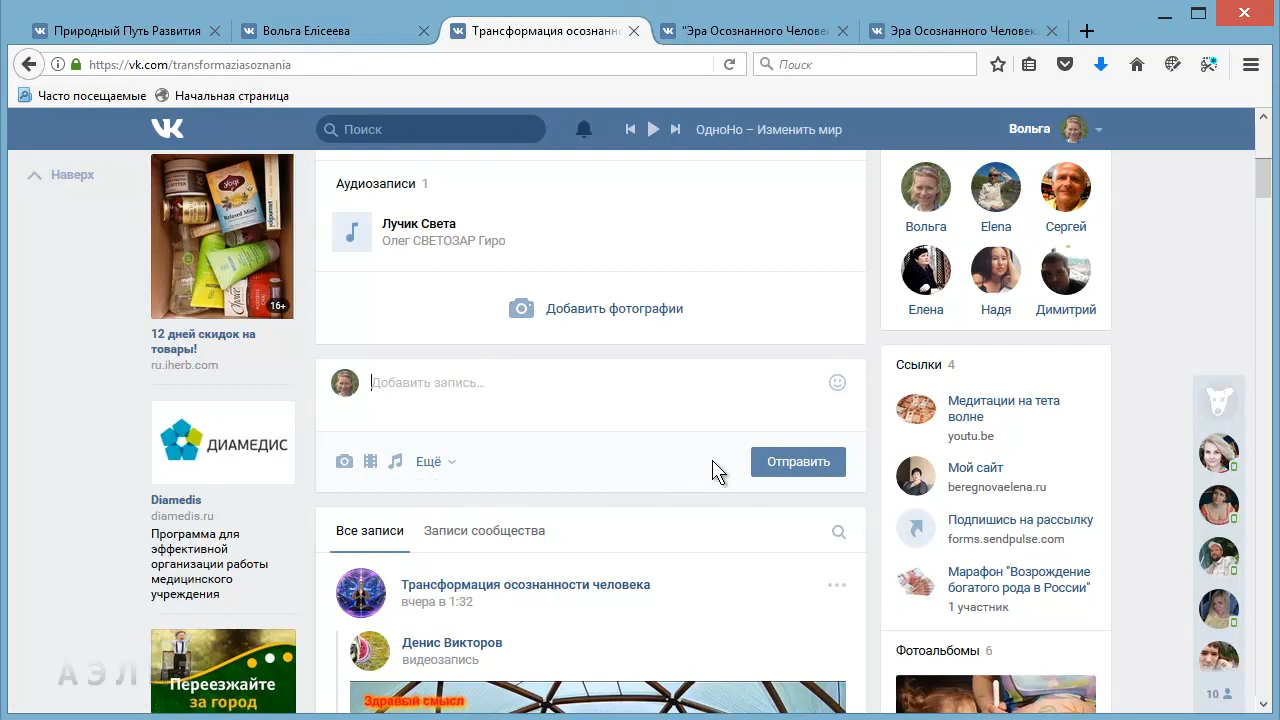 Природный Путь Развития
Вольга Елісеева
Трансформация осознанн
"Эра Осознанного Человек
Эра Осознанного Человек
https://vk.com/transformaziasoznania
Поиск
Часто посещаемые
Начальная страница
Поиск
ОдноНо – Изменить мир
Вольга
Наверх
16+
12 дней скидок на
товары!
ru.iherb.com
ДИАМЕДИС
Diamedis
diamedis.ru
Программа для
эффективной
организации работы
медицинского
учреждения
Переезжайте
за город
АЭЛ
Аудиозаписи 1
Лучик Света
Олег СВЕТОЗАР Гиро
Добавить фотографии
Добавить запись...
Ещё
Отправить
Все записи
Записи сообщества
Трансформация осознанности человека
вчера в 1:32
Денис Викторов
видеозапись
Здравый смысл
Вольга
Elena
Сергей
Елена
Надя
Димитрий
Ссылки 4
Медитации на тета
волне
youtu.be
Мой сайт
beregnovaelena.ru
Подпишись на рассылку
forms.sendpulse.com
Марафон "Возрождение
богатого рода в России"
1 участник
Фотоальбомы 6
10